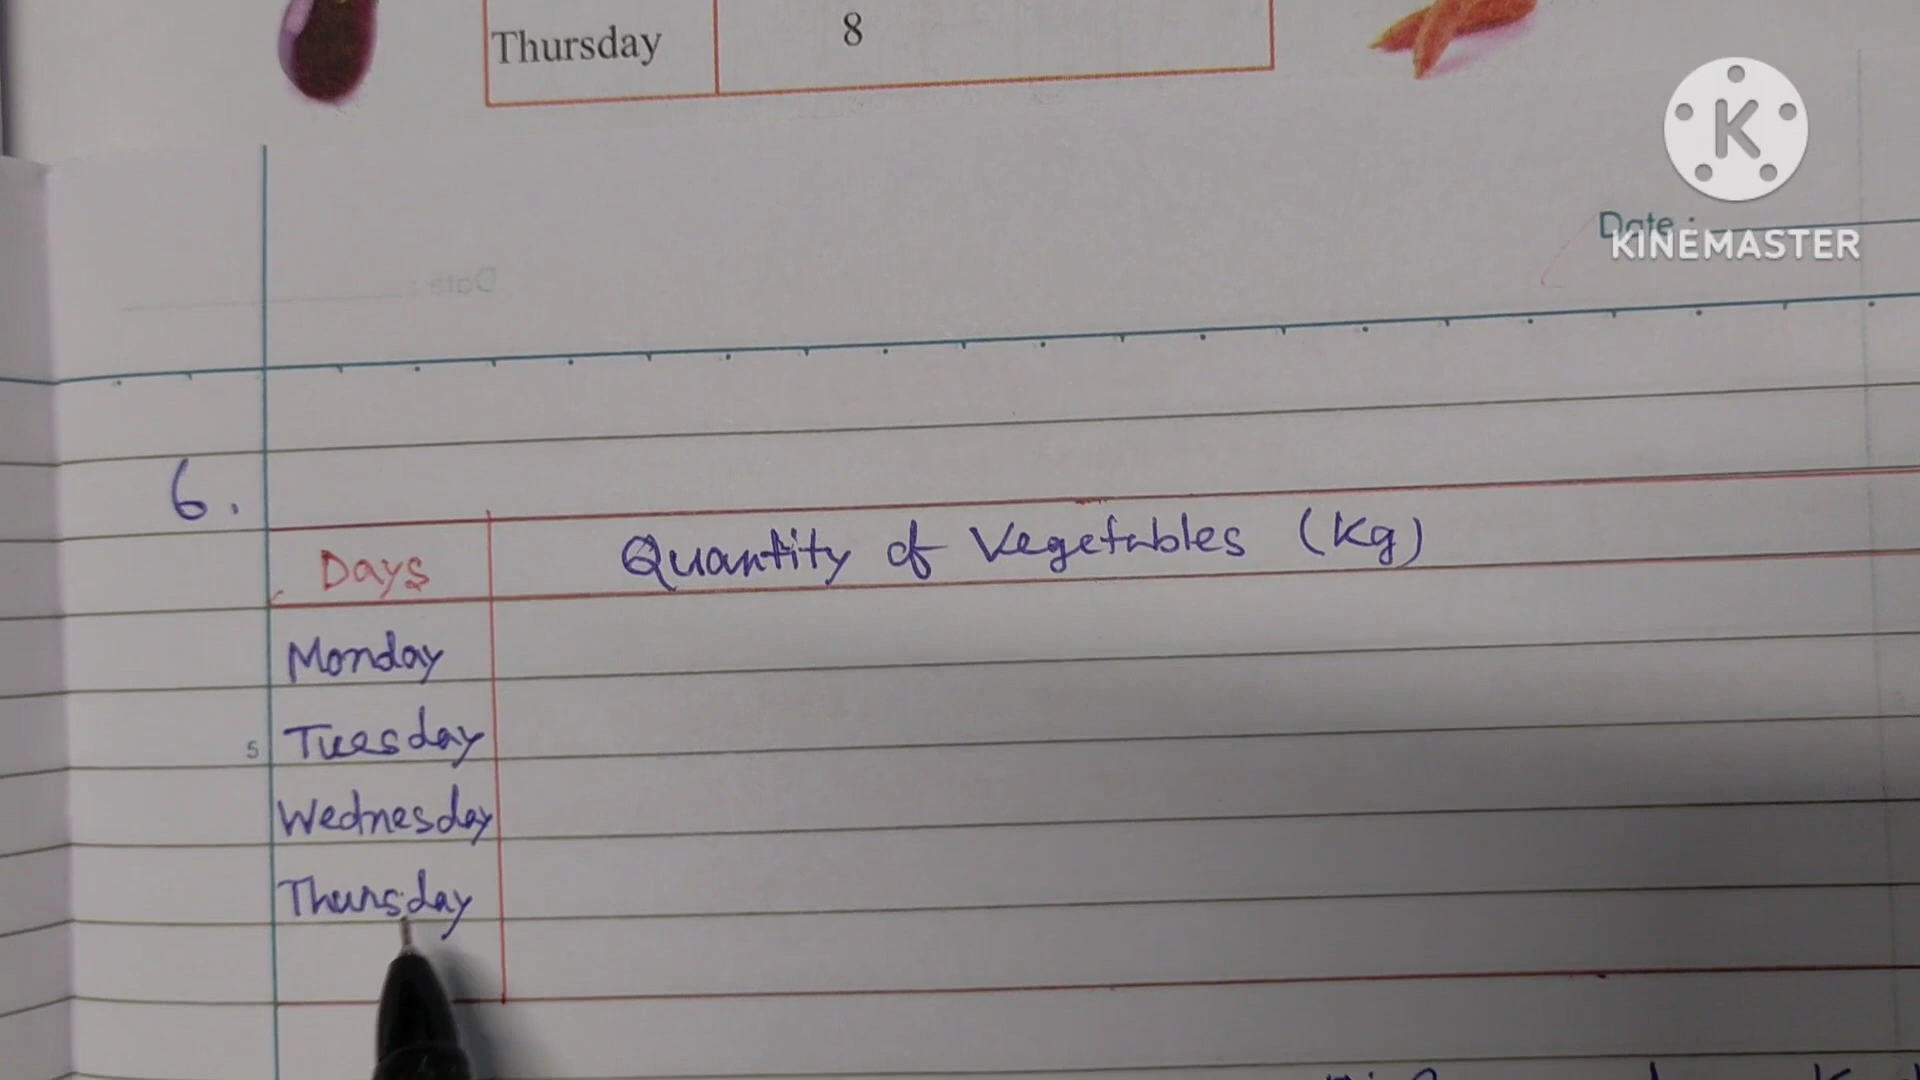 Thursday 8
K
Date :
KINEMASTER
6.
Days Quantity of Vegetables (Kg)
Monday
5 Tuesday
Wednesday
Thursday